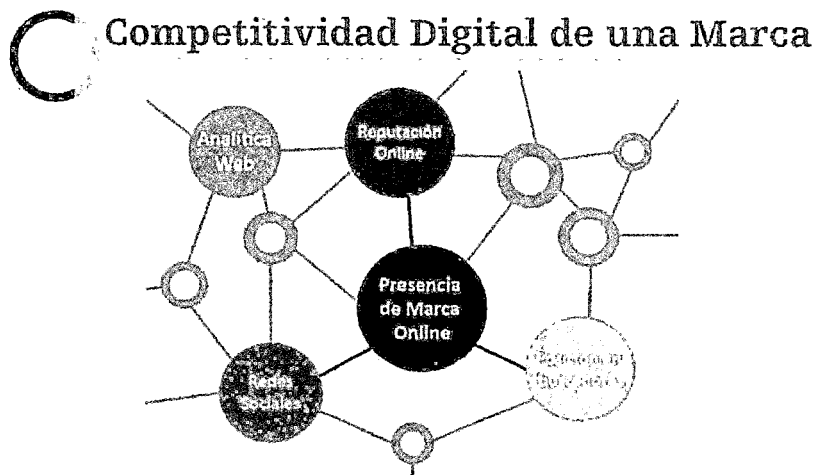 Competitividad Digital de una Marca
Analítica
Web
Reputación
Online
Presencia
de Marca
Online
Redes
Sociales